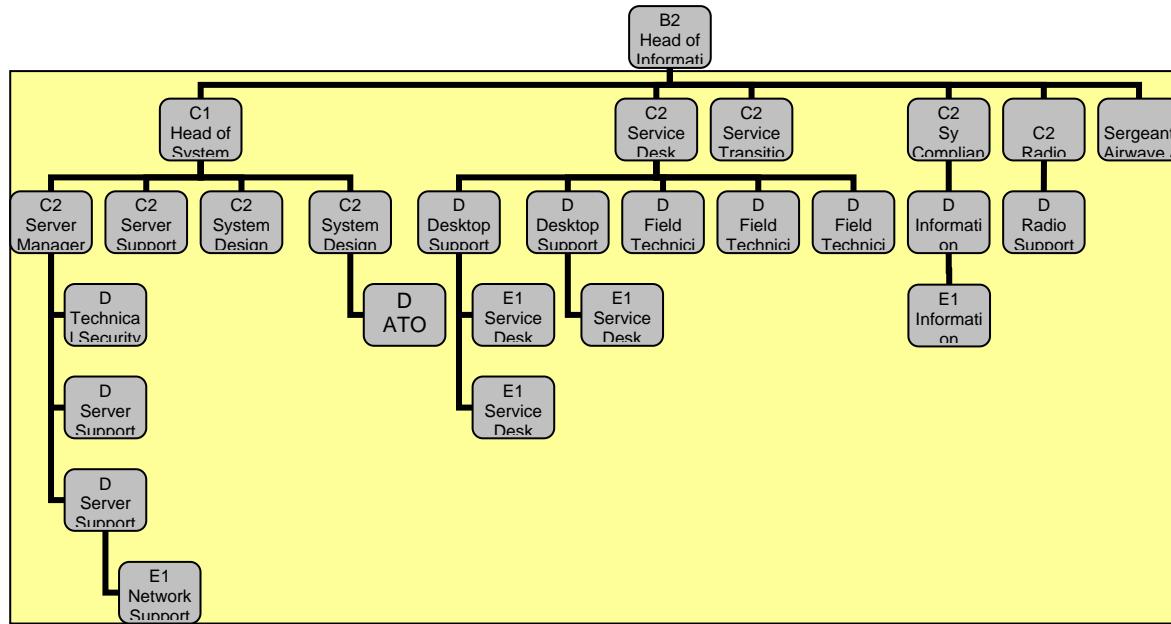 B2
Head of
Informati
C1
Head of
System
C2
Service
Desk
C2
Service
Transitio
C2
Sy
Complian
C2
Radio
Sergeant
Airwave
C2
Server
Manager
C2
Server
Support
C2
System
Design
C2
System
Design
D
Desktop
Support
D
Desktop
Support
D
Field
Technici
D
Field
Technici
D
Field
Technici
D
Informati
on
D
Radio
Support
D
Technica
l Security
D
ATO
E1
Service
Desk
E1
Service
Desk
E1
Informati
on
D
Server
Support
E1
Service
Desk
D
Server
Support
E1
Network
Support